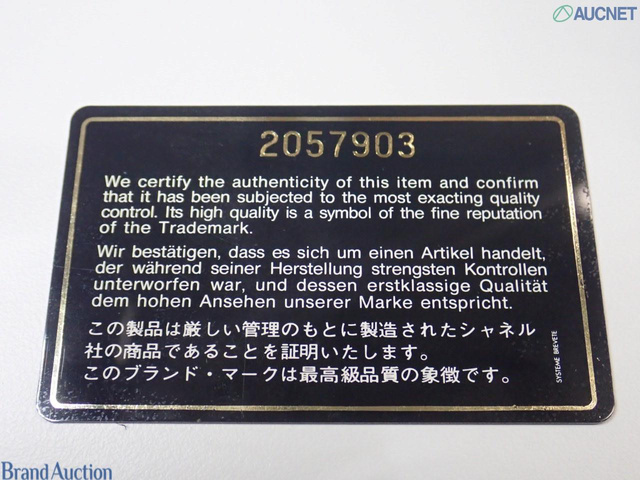 AUCNET
2057903
We certify the authenticity of this item and confirm
that it has been subjected to the most exacting quality
control. Its high quality is a symbol of the fine reputation
of the Trademark.
Wir bestätigen, dass es sich um einen Artikel handelt,
der während seiner Herstellung strengsten Kontrollen
unterworfen war, und dessen erstklassige Qualität
dem hohen Ansehen unserer Marke entspricht.
この製品は厳しい管理のもとに製造されたシャネル
社の商品であることを証明いたします。
このブランド・マークは最高級品質の象徴です。
SYSTEME BREVETE
Brand Auction